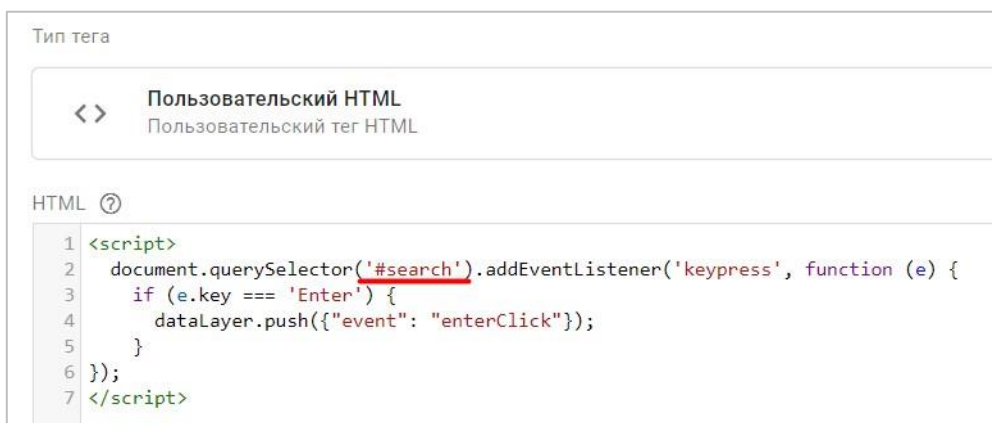 Тип тега
< > Пользовательский HTML
Пользовательский тег HTML
HTML ?
1 <script>
2   document.querySelector('#search').addEventListener('keypress', function (e) {
3     if (e.key === 'Enter') {
4       dataLayer.push({"event": "enterClick"});
5     }
6 });
7 </script>